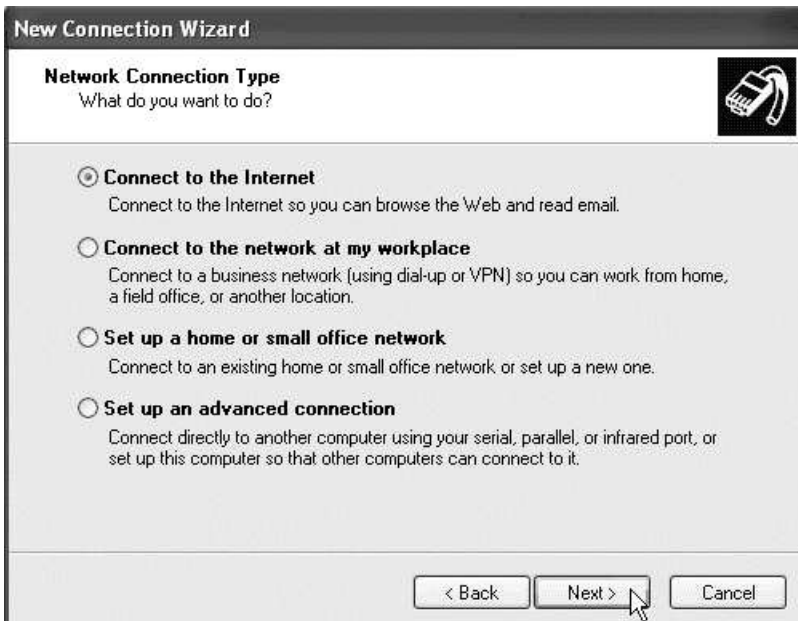 New Connection Wizard
Network Connection Type
What do you want to do?
Connect to the Internet
Connect to the Internet so you can browse the Web and read email.
Connect to the network at my workplace
Connect to a business network (using dial-up or VPN) so you can work from home,
a field office, or another location.
Set up a home or small office network
Connect to an existing home or small office network or set up a new one.
Set up an advanced connection
Connect directly to another computer using your serial, parallel, or infrared port, or
set up this computer so that other computers can connect to it.
< Back Next > Cancel